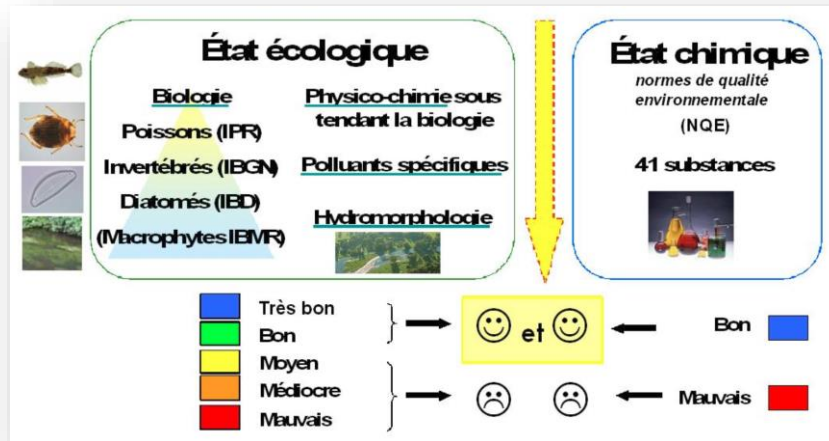 État écologique
Biologie
Poissons (IPR)
Invertébrés (IBGN)
Diatomés (IBD)
(Macrophytes IBMR)
Physico-chimie sous
tendant la biologie
Polluants spécifiques
Hydromorphologie
État chimique
normes de qualité
environnementale
(NQE)
41 substances
Très bon
Bon
Moyen
Médiocre
Mauvais
et
Bon
Mauvais